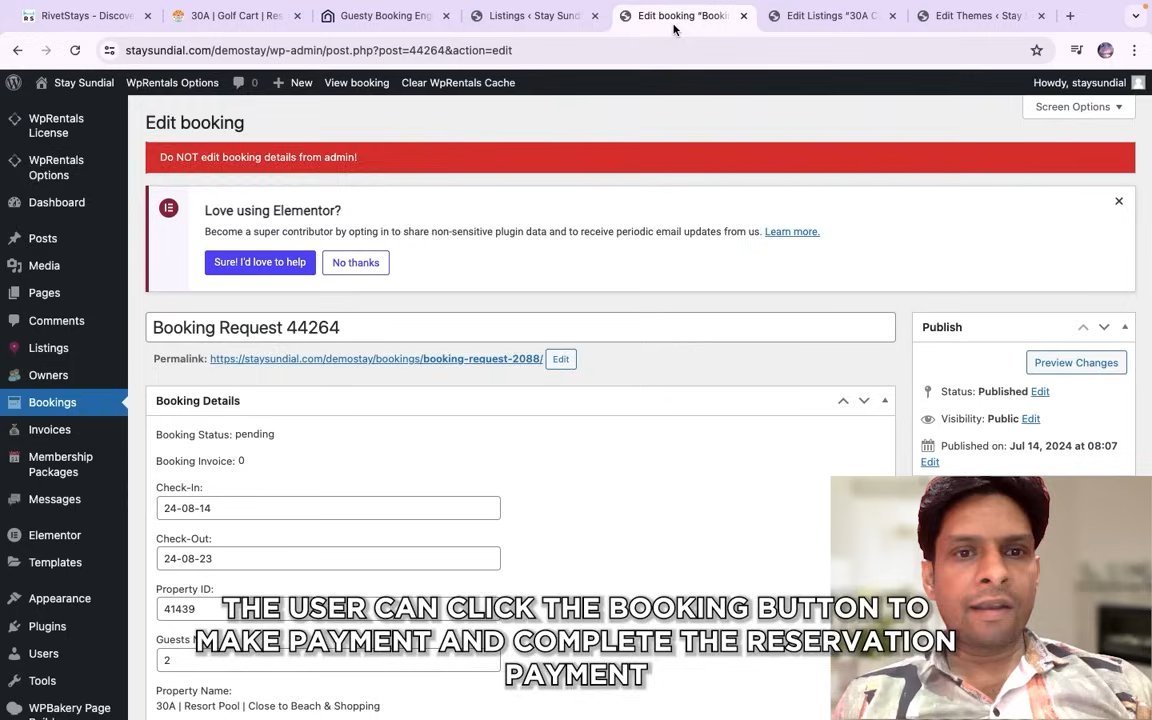 RivetStays - Discove
30A | Golf Cart | Res
Guesty Booking Eng
Listings ‹ Stay Sund
Edit booking "Booki
Edit Listings "30A C
Edit Themes ‹ Stay S
staysundial.com/demostay/wp-admin/post.php?post=44264&action=edit
Stay Sundial
WpRentals Options
0
New
View booking
Clear WpRentals Cache
Howdy, staysundial
WpRentals
License
WpRentals
Options
Dashboard
Posts
Media
Pages
Comments
Listings
Owners
Bookings
Invoices
Membership
Packages
Messages
Elementor
Templates
Appearance
Plugins
Users
Tools
WPBakery Page
Screen Options
Edit booking
Do NOT edit booking details from admin!
Love using Elementor?
Become a super contributor by opting in to share non-sensitive plugin data and to receive periodic email updates from us. Learn more.
Sure! I'd love to help
No thanks
Booking Request 44264
Permalink: https://staysundial.com/demostay/bookings/booking-request-2088/ Edit
Booking Details
Booking Status: pending
Booking Invoice: 0
Check-In:
24-08-14
Check-Out:
24-08-23
Property ID:
41439
Guests
2
Property Name:
30A | Resort Pool | Close to Beach & Shopping
Publish
Preview Changes
Status: Published Edit
Visibility: Public Edit
Published on: Jul 14, 2024 at 08:07
Edit
THE USER CAN CLICK THE BOOKING BUTTON TO
MAKE PAYMENT AND COMPLETE THE RESERVATION
PAYMENT